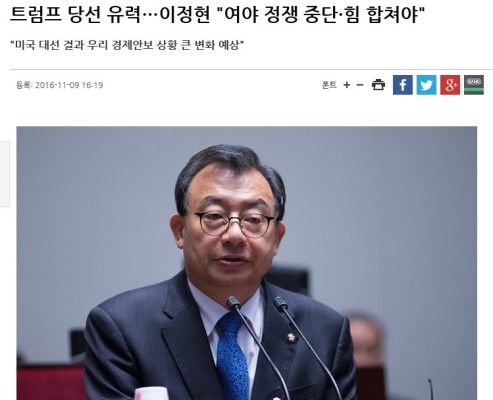 트럼프 당선 유력…이정현 "여야 정쟁 중단·힘 합쳐야"
"미국 대선 결과 우리 경제안보 상황 큰 변화 예상"
등록: 2016-11-09 16:19 폰트 + − f g+ BAND